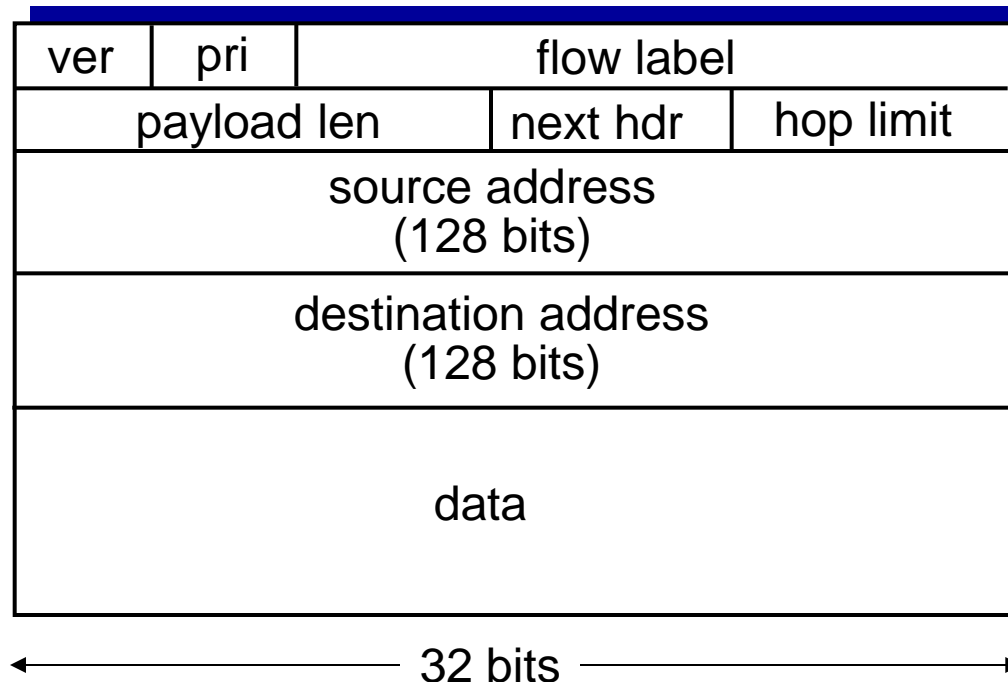 ver pri flow label
payload len next hdr hop limit
source address
(128 bits)
destination address
(128 bits)
data
32 bits